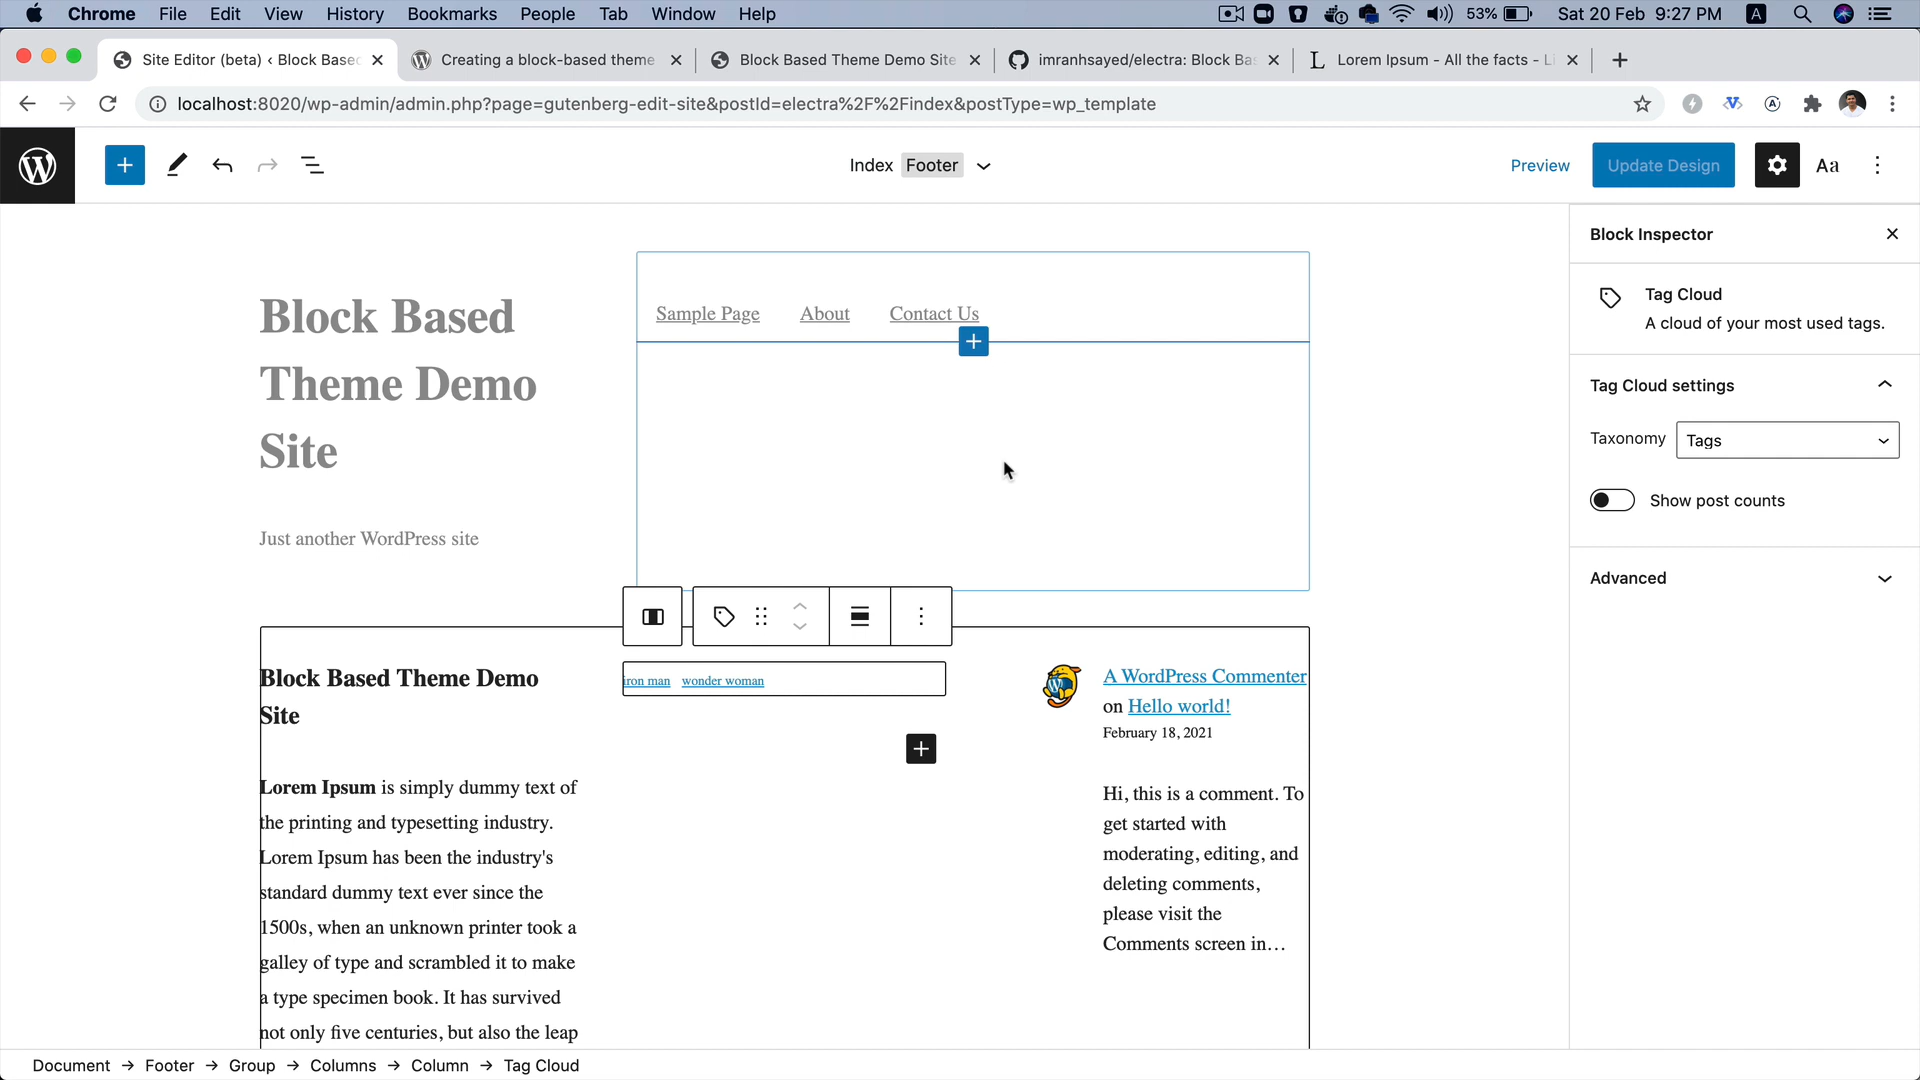 Chrome File Edit View History Bookmarks People Tab Window Help 53% Sat 20 Feb 9:27 PM A
Site Editor (beta) ‹ Block Base
Creating a block-based theme
Block Based Theme Demo Site
imranhsayed/electra: Block Ba
Lorem Ipsum - All the facts - Li
localhost:8020/wp-admin/admin.php?page=gutenberg-edit-site&postId=electra%2F%2Findex&postType=wp_template
Index Footer
Preview
Update Design
Aa
Block Based
Theme Demo
Site
Just another WordPress site
Sample Page About Contact Us
Block Inspector
Tag Cloud
A cloud of your most used tags.
Tag Cloud settings
Taxonomy Tags
Show post counts
Advanced
Block Based Theme Demo
Site
Lorem Ipsum is simply dummy text of
the printing and typesetting industry.
Lorem Ipsum has been the industry's
standard dummy text ever since the
1500s, when an unknown printer took a
galley of type and scrambled it to make
a type specimen book. It has survived
not only five centuries, but also the leap
iron man wonder woman
A WordPress Commenter
on Hello world!
February 18, 2021
Hi, this is a comment. To
get started with
moderating, editing, and
deleting comments,
please visit the
Comments screen in…
Document → Footer → Group → Columns → Column → Tag Cloud